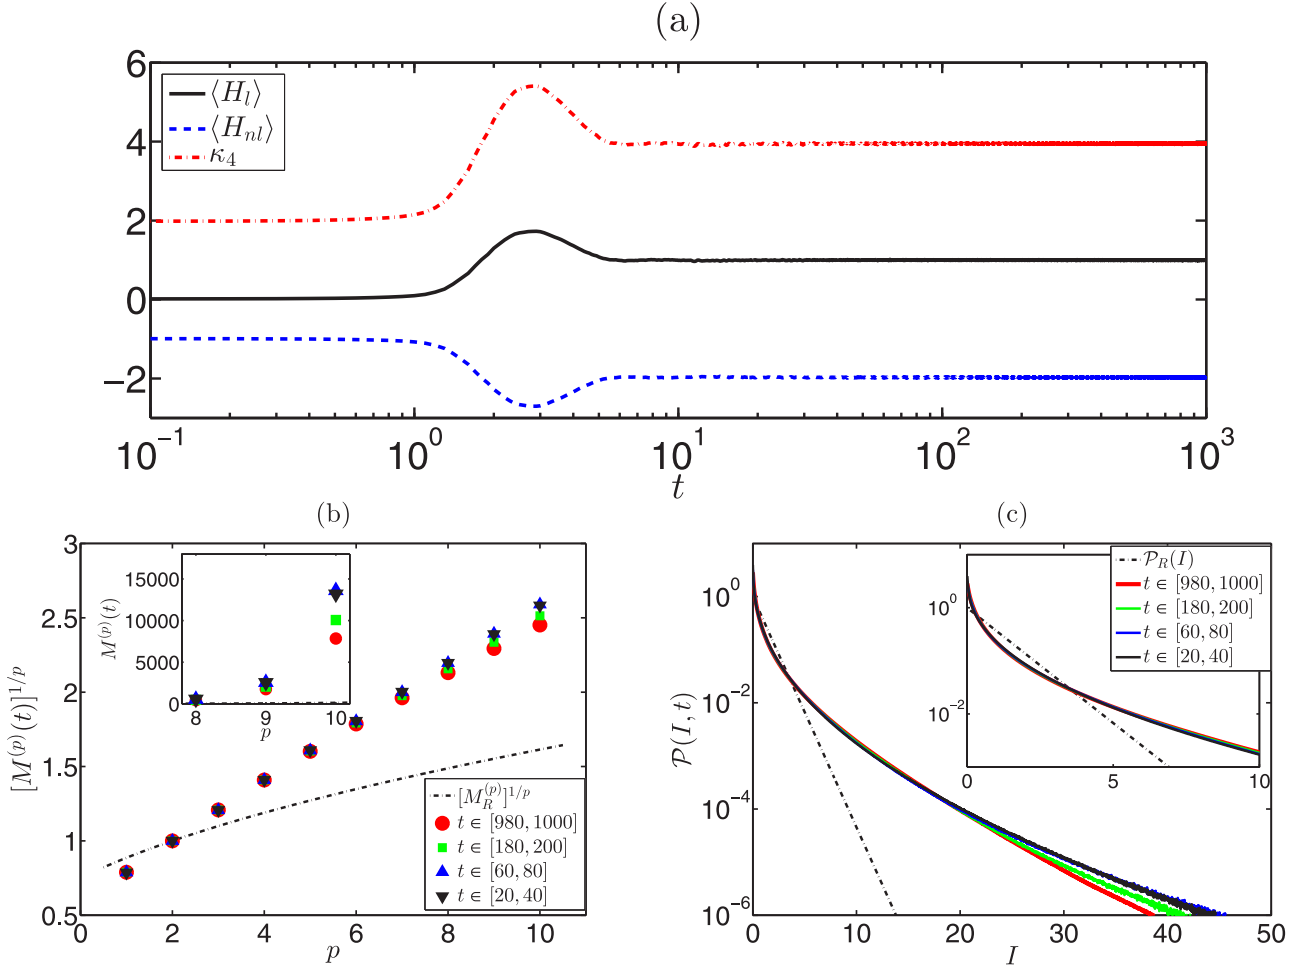 (a)
6
4
2
0
−2
⟨H_l⟩
⟨H_{nl}⟩
κ_4
10^{-1}
10^0
10^1
10^2
10^3
t
(b)
3
2.5
2
1.5
1
0.5
[M^{(p)}(t)]^{1/p}
0
2
4
6
8
10
p
15000
10000
5000
0
M^{(p)}(t)
8
9
10
p
[M_R^{(p)}]^{1/p}
t ∈ [980, 1000]
t ∈ [180, 200]
t ∈ [60, 80]
t ∈ [20, 40]
(c)
10^0
10^{-2}
10^{-4}
10^{-6}
P(I, t)
0
10
20
30
40
50
I
10^0
10^{-2}
0
5
10
P_R(I)
t ∈ [980, 1000]
t ∈ [180, 200]
t ∈ [60, 80]
t ∈ [20, 40]